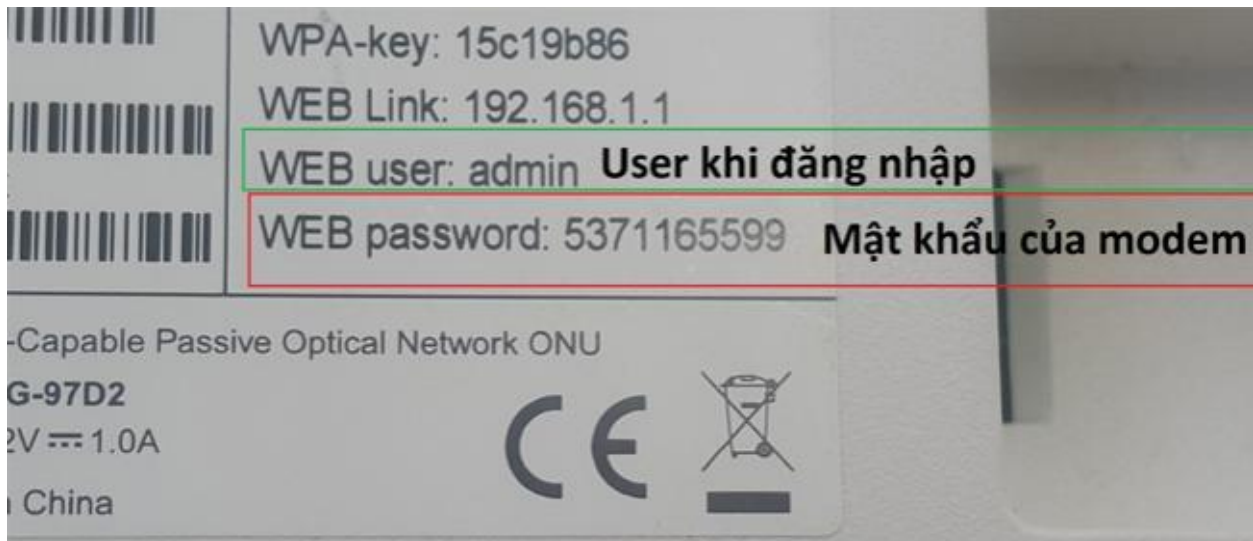 WPA-key: 15c19b86
WEB Link: 192.168.1.1
WEB user: admin User khi đăng nhập
WEB password: 5371165599 Mật khẩu của modem
-Capable Passive Optical Network ONU
G-97D2
2V 1.0A
China
CE